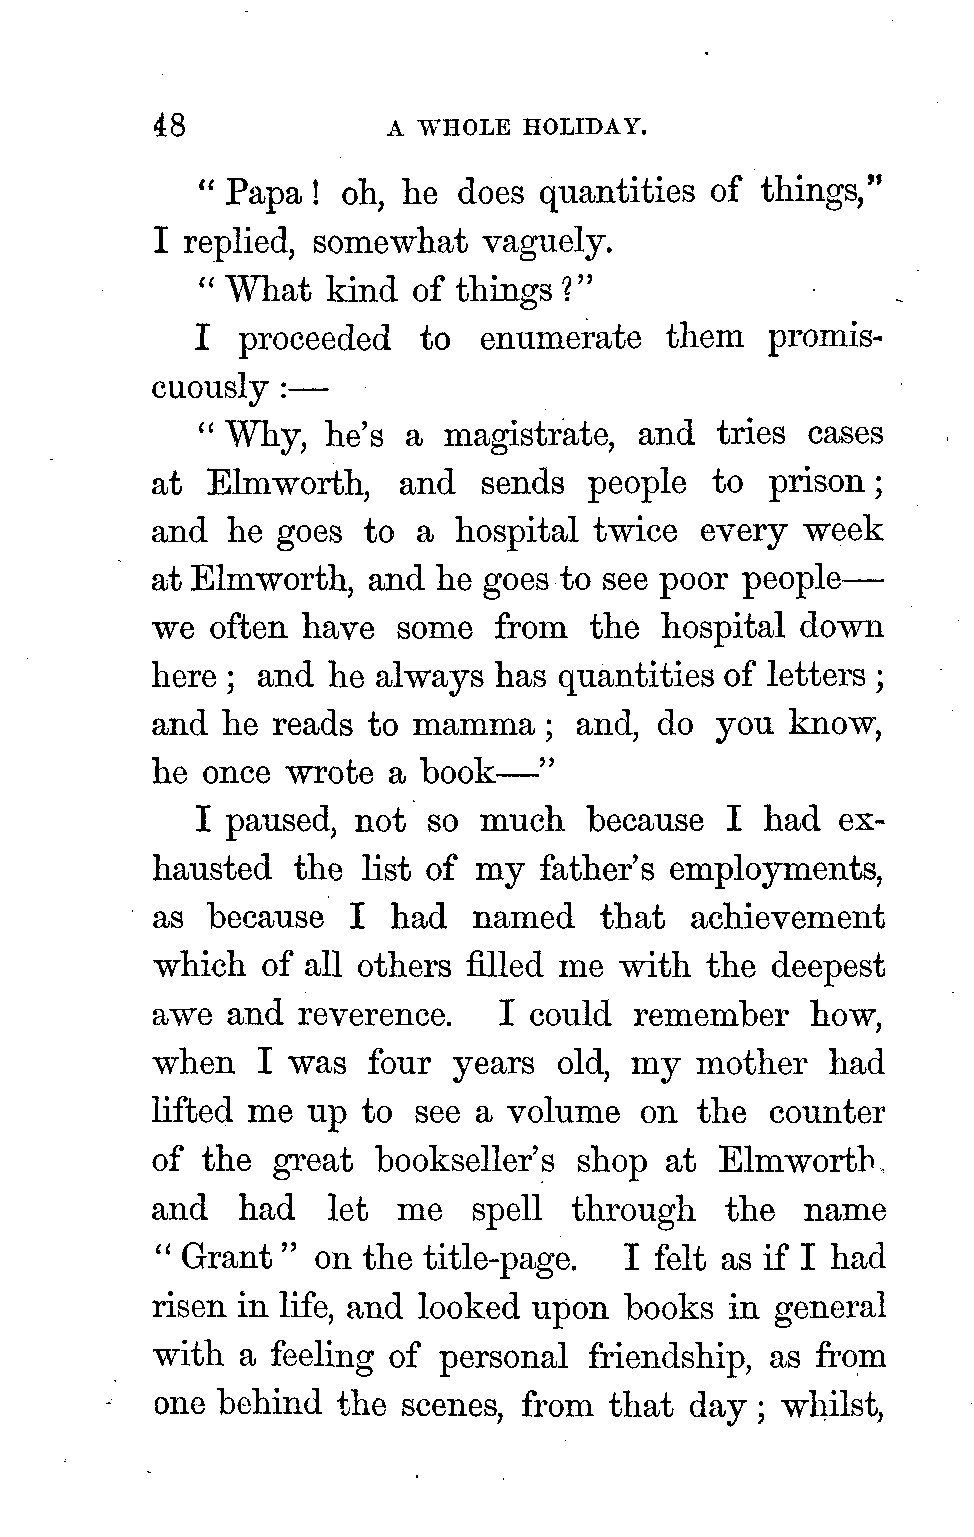 48 A WHOLE HOLIDAY.
“ Papa ! oh, he does quantities of things,”
I replied, somewhat vaguely.
“ What kind of things ?”
I proceeded to enumerate them promis-
cuously :—
“ Why, he’s a magistrate, and tries cases
at Elmworth, and sends people to prison ;
and he goes to a hospital twice every week
at Elmworth, and he goes to see poor people—
we often have some from the hospital down
here ; and he always has quantities of letters ;
and he reads to mamma ; and, do you know,
he once wrote a book—”
I paused, not so much because I had ex-
hausted the list of my father’s employments,
as because I had named that achievement
which of all others filled me with the deepest
awe and reverence. I could remember how,
when I was four years old, my mother had
lifted me up to see a volume on the counter
of the great bookseller’s shop at Elmworth,
and had let me spell through the name
“ Grant ” on the title-page. I felt as if I had
risen in life, and looked upon books in general
with a feeling of personal friendship, as from
one behind the scenes, from that day ; whilst,